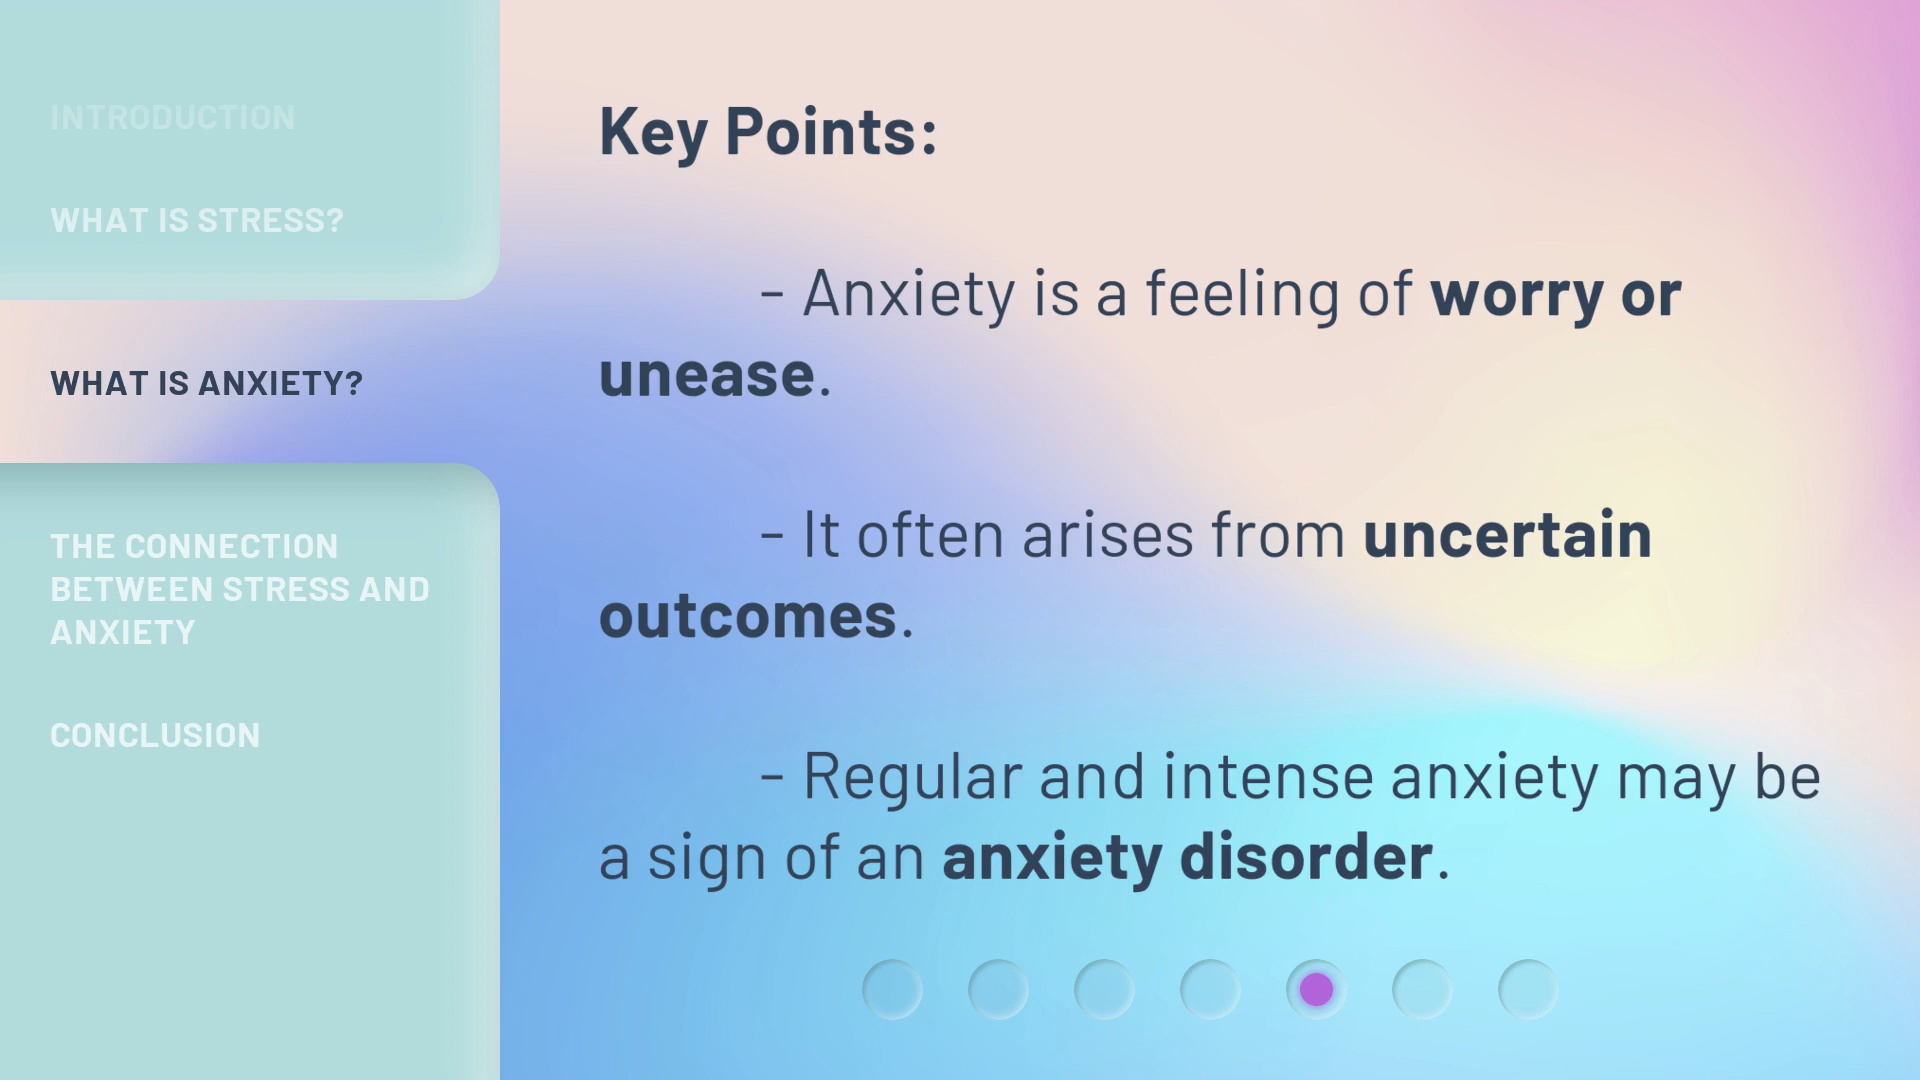 INTRODUCTION
WHAT IS STRESS?
WHAT IS ANXIETY?
THE CONNECTION
BETWEEN STRESS AND
ANXIETY
CONCLUSION
Key Points:
- Anxiety is a feeling of worry or
unease.
- It often arises from uncertain
outcomes.
- Regular and intense anxiety may be
a sign of an anxiety disorder.